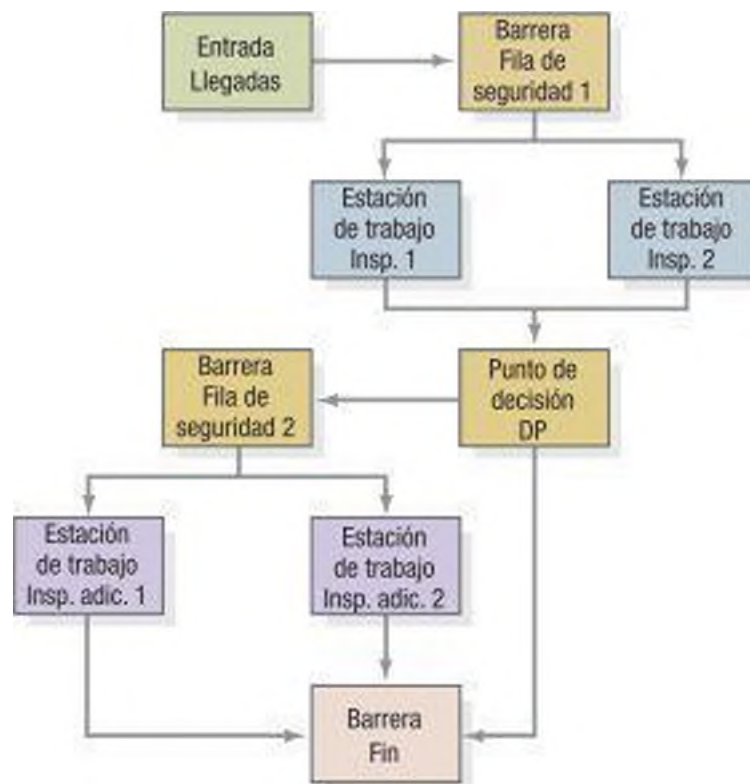 Entrada
Llegadas
Barrera
Fila de
seguridad 1
Estación
de trabajo
Insp. 1
Estación
de trabajo
Insp. 2
Barrera
Fila de
seguridad 2
Punto de
decisión
DP
Estación
de trabajo
Insp. adic. 1
Estación
de trabajo
Insp. adic. 2
Barrera
Fin